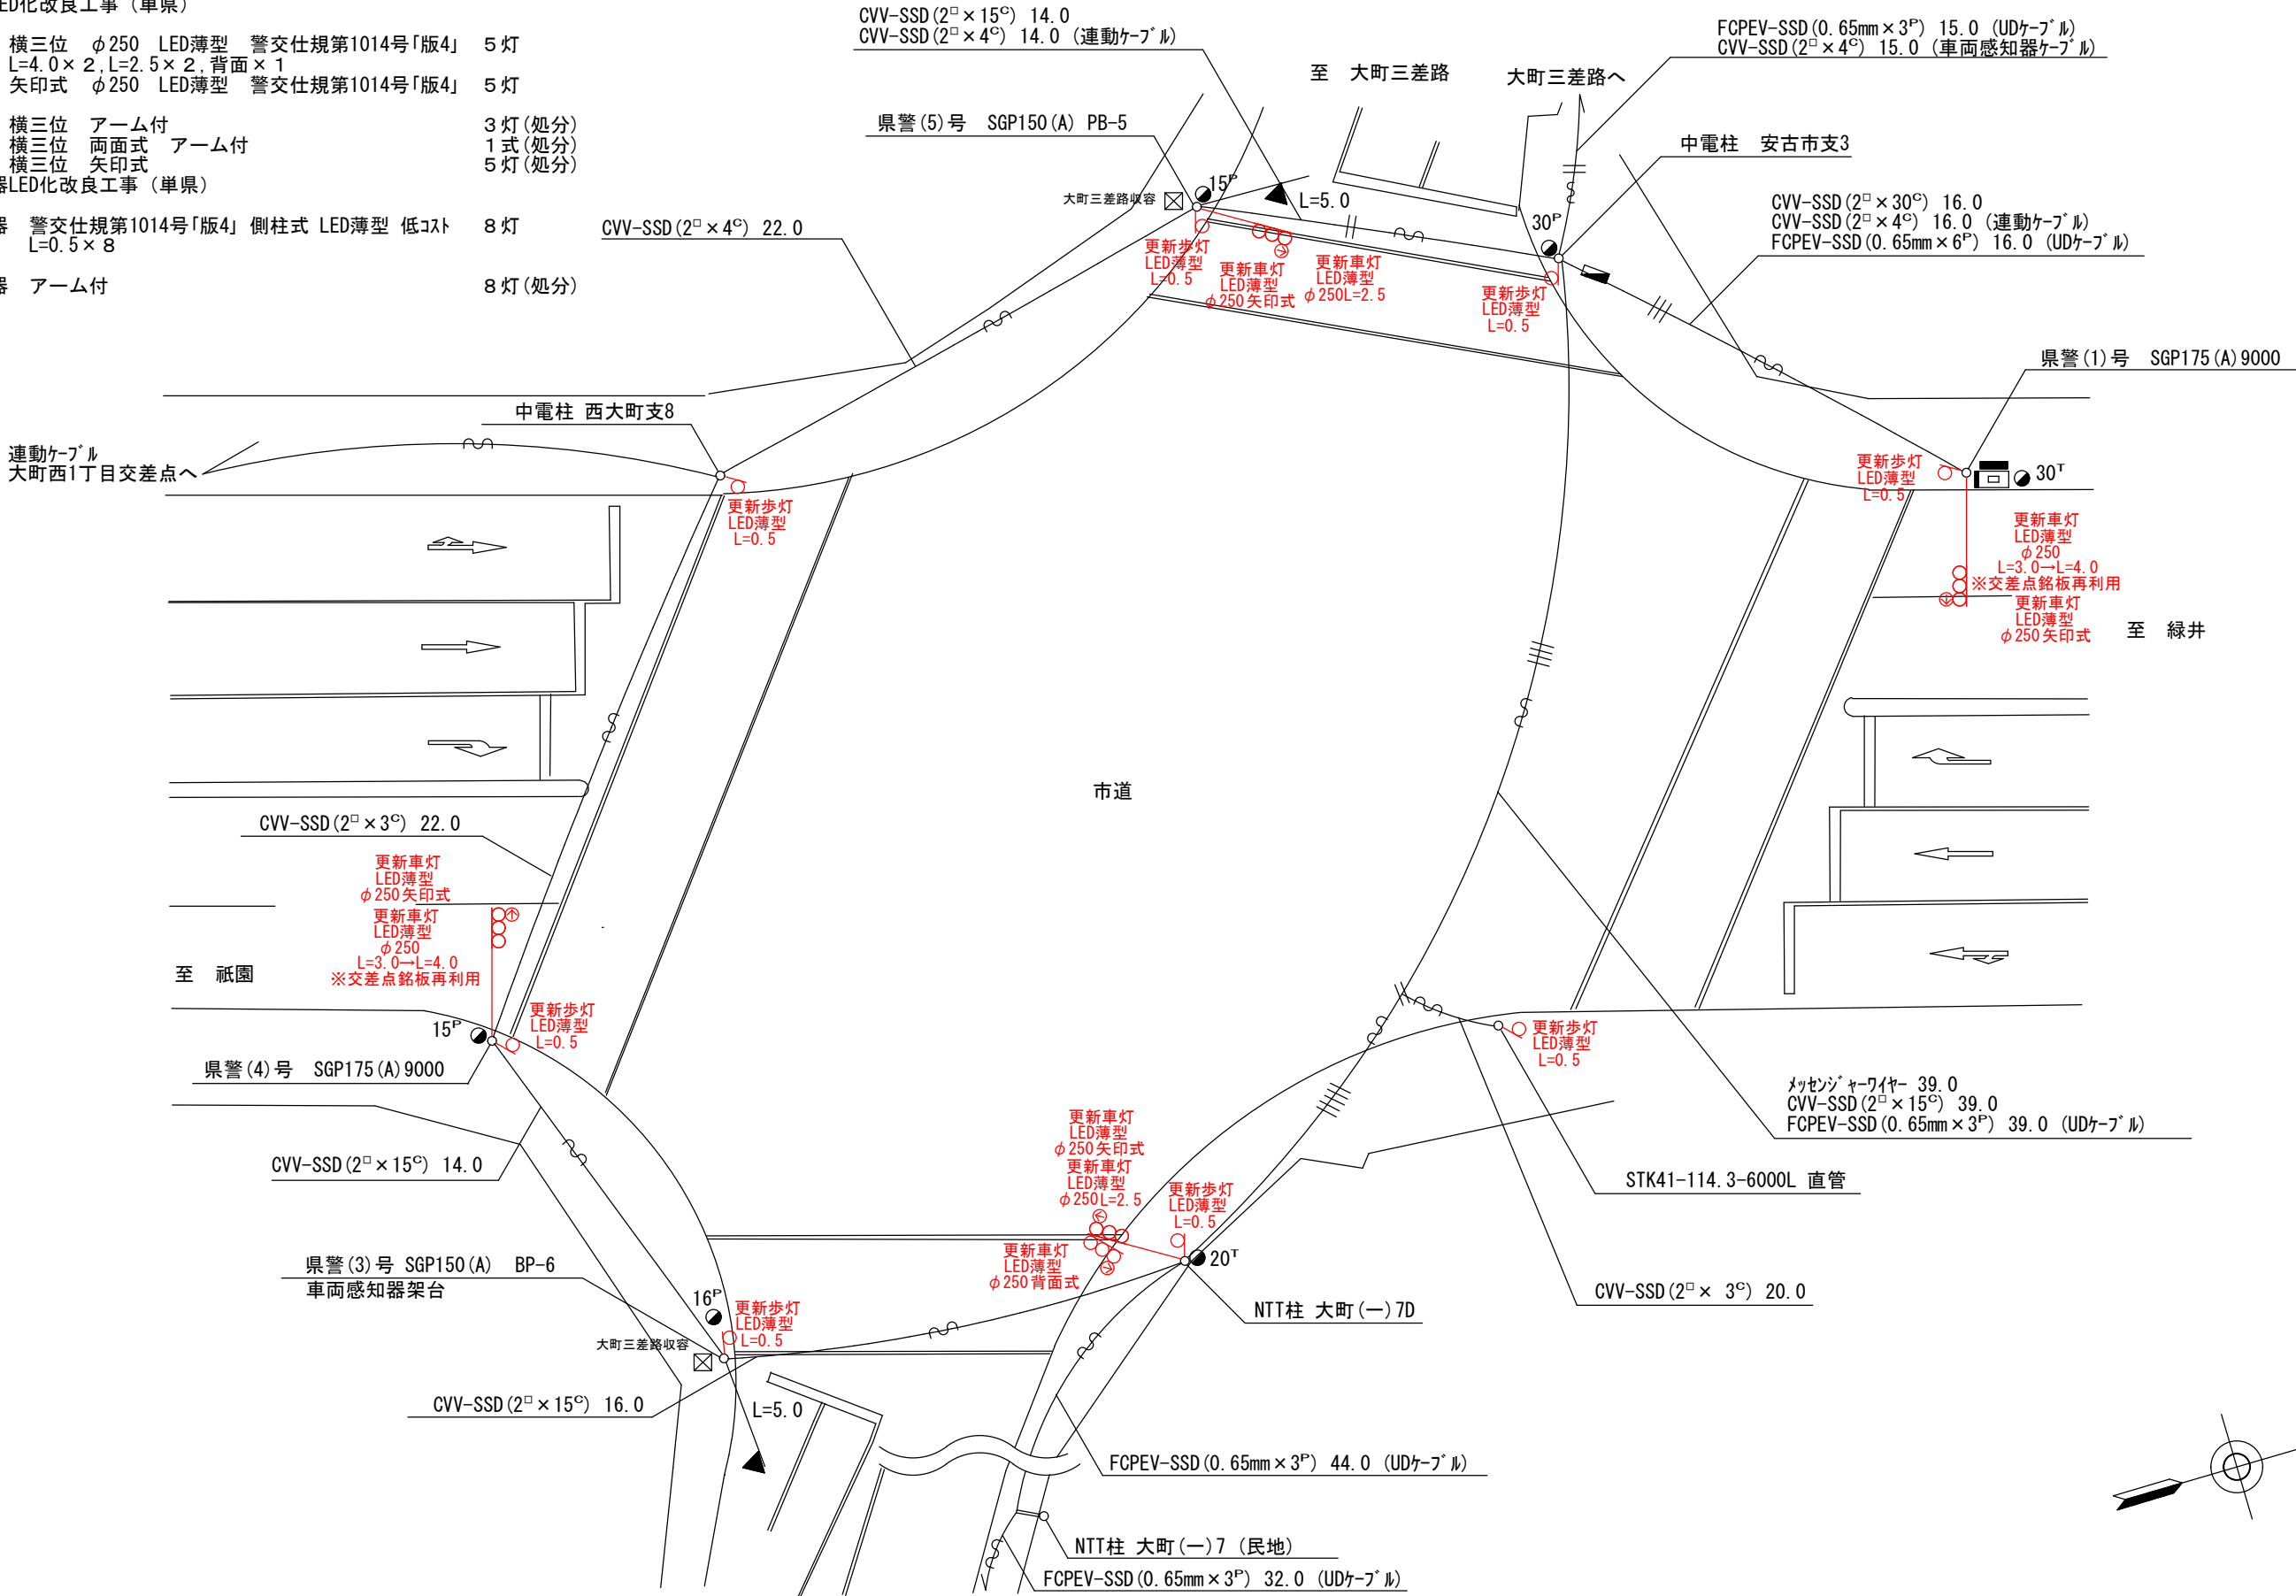 ED化改良工事（単県）
横三位　φ250　LED薄型　警交仕規第1014号「版4」　5灯
L=4.0×2,L=2.5×2,背面×1
矢印式　φ250　LED薄型　警交仕規第1014号「版4」　5灯
横三位　アーム付　3灯(処分)
横三位　両面式　アーム付　1式(処分)
横三位　矢印式　5灯(処分)
器LED化改良工事（単県）
器　警交仕規第1014号「版4」側柱式 LED薄型 低コスト　8灯
L=0.5×8
器　アーム付　8灯(処分)
CVV-SSD(2□×15C) 14.0
CVV-SSD(2□×4C) 14.0（連動ケーブル）
県警(5)号　SGP150(A) PB-5
至　大町三差路
大町三差路へ
FCPEV-SSD(0.65mm×3P) 15.0（UDケーブル）
CVV-SSD(2□×4C) 15.0（車両感知器ケーブル）
中電柱　安古市支3
CVV-SSD(2□×30C) 16.0
CVV-SSD(2□×4C) 16.0（連動ケーブル）
FCPEV-SSD(0.65mm×6P) 16.0（UDケーブル）
大町三差路収容
15P
L=5.0
30P
CVV-SSD(2□×4C) 22.0
更新歩灯
LED薄型
L=0.5
更新車灯
LED薄型
φ250矢印式
更新車灯
LED薄型
φ250L=2.5
更新歩灯
LED薄型
L=0.5
県警(1)号　SGP175(A)9000
中電柱 西大町支8
連動ケーブル
大町西1丁目交差点へ
更新歩灯
LED薄型
L=0.5
更新歩灯
LED薄型
L=0.5
30T
更新車灯
LED薄型
φ250
L=3.0→L=4.0
※交差点銘板再利用
更新車灯
LED薄型
φ250矢印式
至　緑井
市道
CVV-SSD(2□×3C) 22.0
更新車灯
LED薄型
φ250矢印式
更新車灯
LED薄型
φ250
L=3.0→L=4.0
※交差点銘板再利用
至　祇園
15P
更新歩灯
LED薄型
L=0.5
県警(4)号　SGP175(A)9000
更新歩灯
LED薄型
L=0.5
メッセンジャーワイヤー 39.0
CVV-SSD(2□×15C) 39.0
FCPEV-SSD(0.65mm×3P) 39.0（UDケーブル）
CVV-SSD(2□×15C) 14.0
更新車灯
LED薄型
φ250矢印式
更新車灯
LED薄型
φ250L=2.5
更新歩灯
LED薄型
L=0.5
STK41-114.3-6000L 直管
県警(3)号 SGP150(A)　BP-6
車両感知器架台
更新車灯
LED薄型
φ250背面式
20T
CVV-SSD(2□× 3C) 20.0
16P
更新歩灯
LED薄型
L=0.5
NTT柱 大町(一)7D
大町三差路収容
CVV-SSD(2□×15C) 16.0
L=5.0
FCPEV-SSD(0.65mm×3P) 44.0（UDケーブル）
NTT柱 大町(一)7（民地）
FCPEV-SSD(0.65mm×3P) 32.0（UDケーブル）